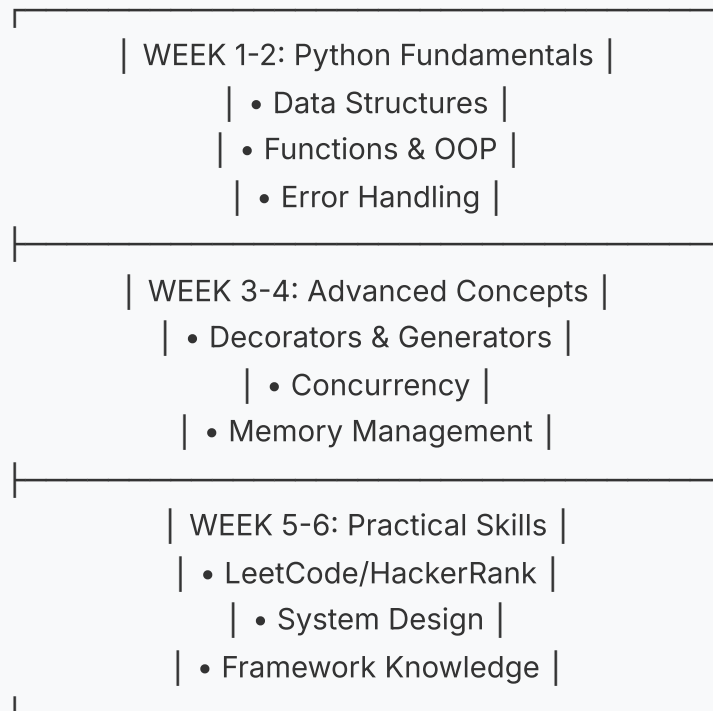 │ WEEK 1-2: Python Fundamentals │
│ • Data Structures │
│ • Functions & OOP │
│ • Error Handling │
│ WEEK 3-4: Advanced Concepts │
│ • Decorators & Generators │
│ • Concurrency │
│ • Memory Management │
│ WEEK 5-6: Practical Skills │
│ • LeetCode/HackerRank │
│ • System Design │
│ • Framework Knowledge │